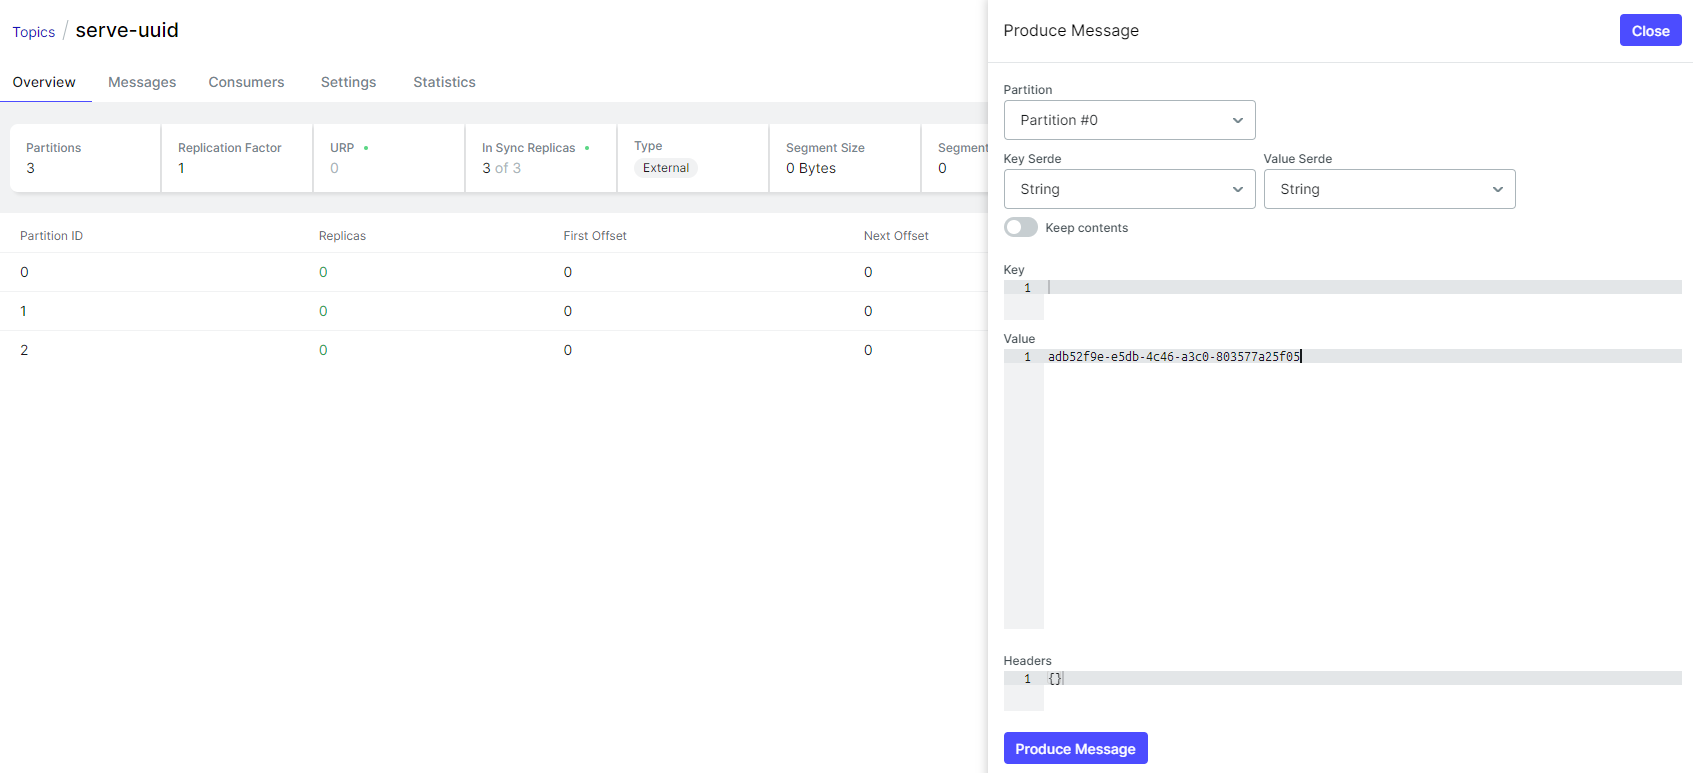 Topics / serve-uuid
Overview Messages Consumers Settings Statistics
Partitions Replication Factor URP In Sync Replicas Type Segment Size Segment
3 1 0 3 of 3 External 0 Bytes 0
Partition ID Replicas First Offset Next Offset
0 0 0 0
1 0 0 0
2 0 0 0
Produce Message Close
Partition
Partition #0
Key Serde Value Serde
String String
Keep contents
Key
1
Value
1 adb52f9e-e5db-4c46-a3c0-803577a25f05
Headers
1 {}
Produce Message